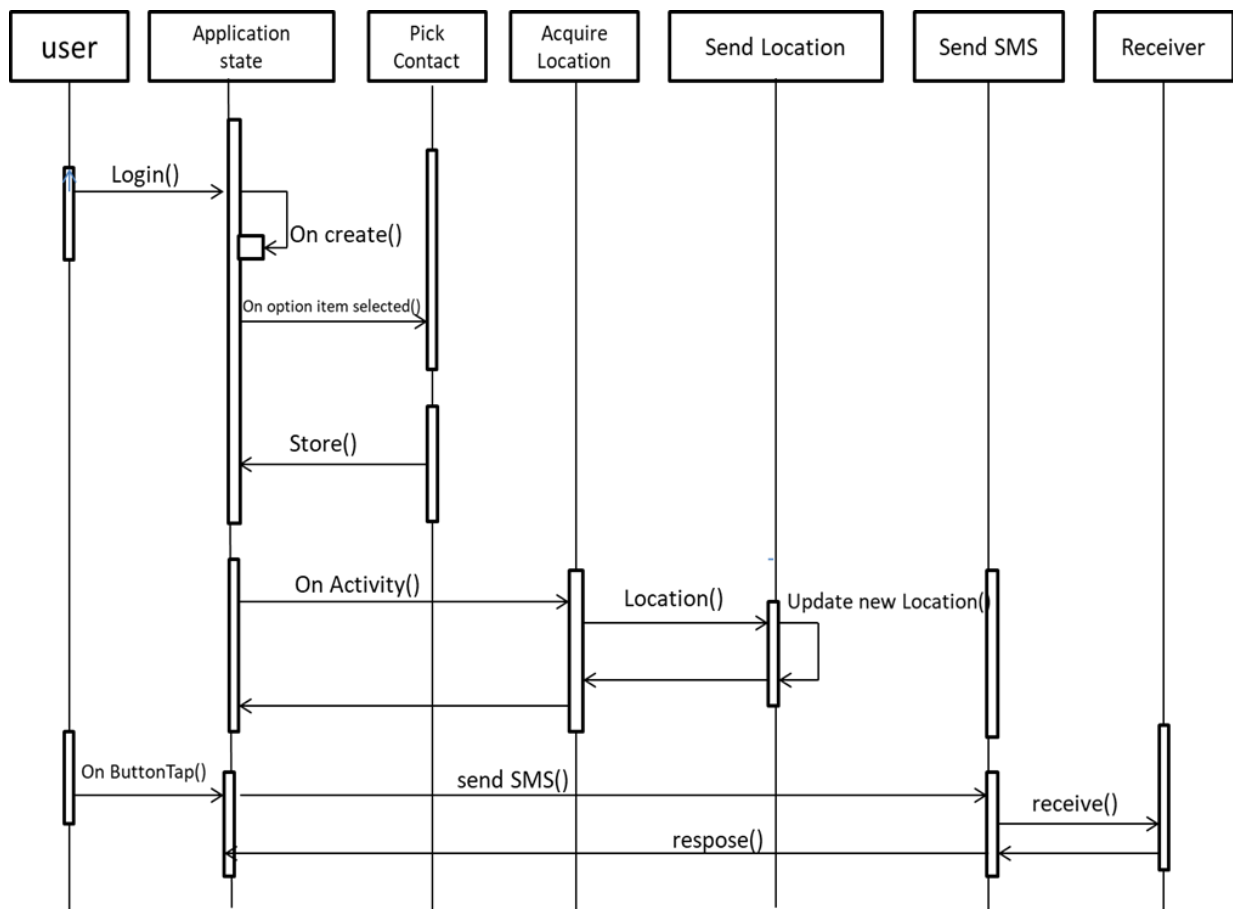 user
Application
state
Pick
Contact
Acquire
Location
Send Location
Send SMS
Receiver
Login()
On create()
On option item selected()
Store()
On Activity()
Location()
Update new Location()
On ButtonTap()
send SMS()
receive()
respose()